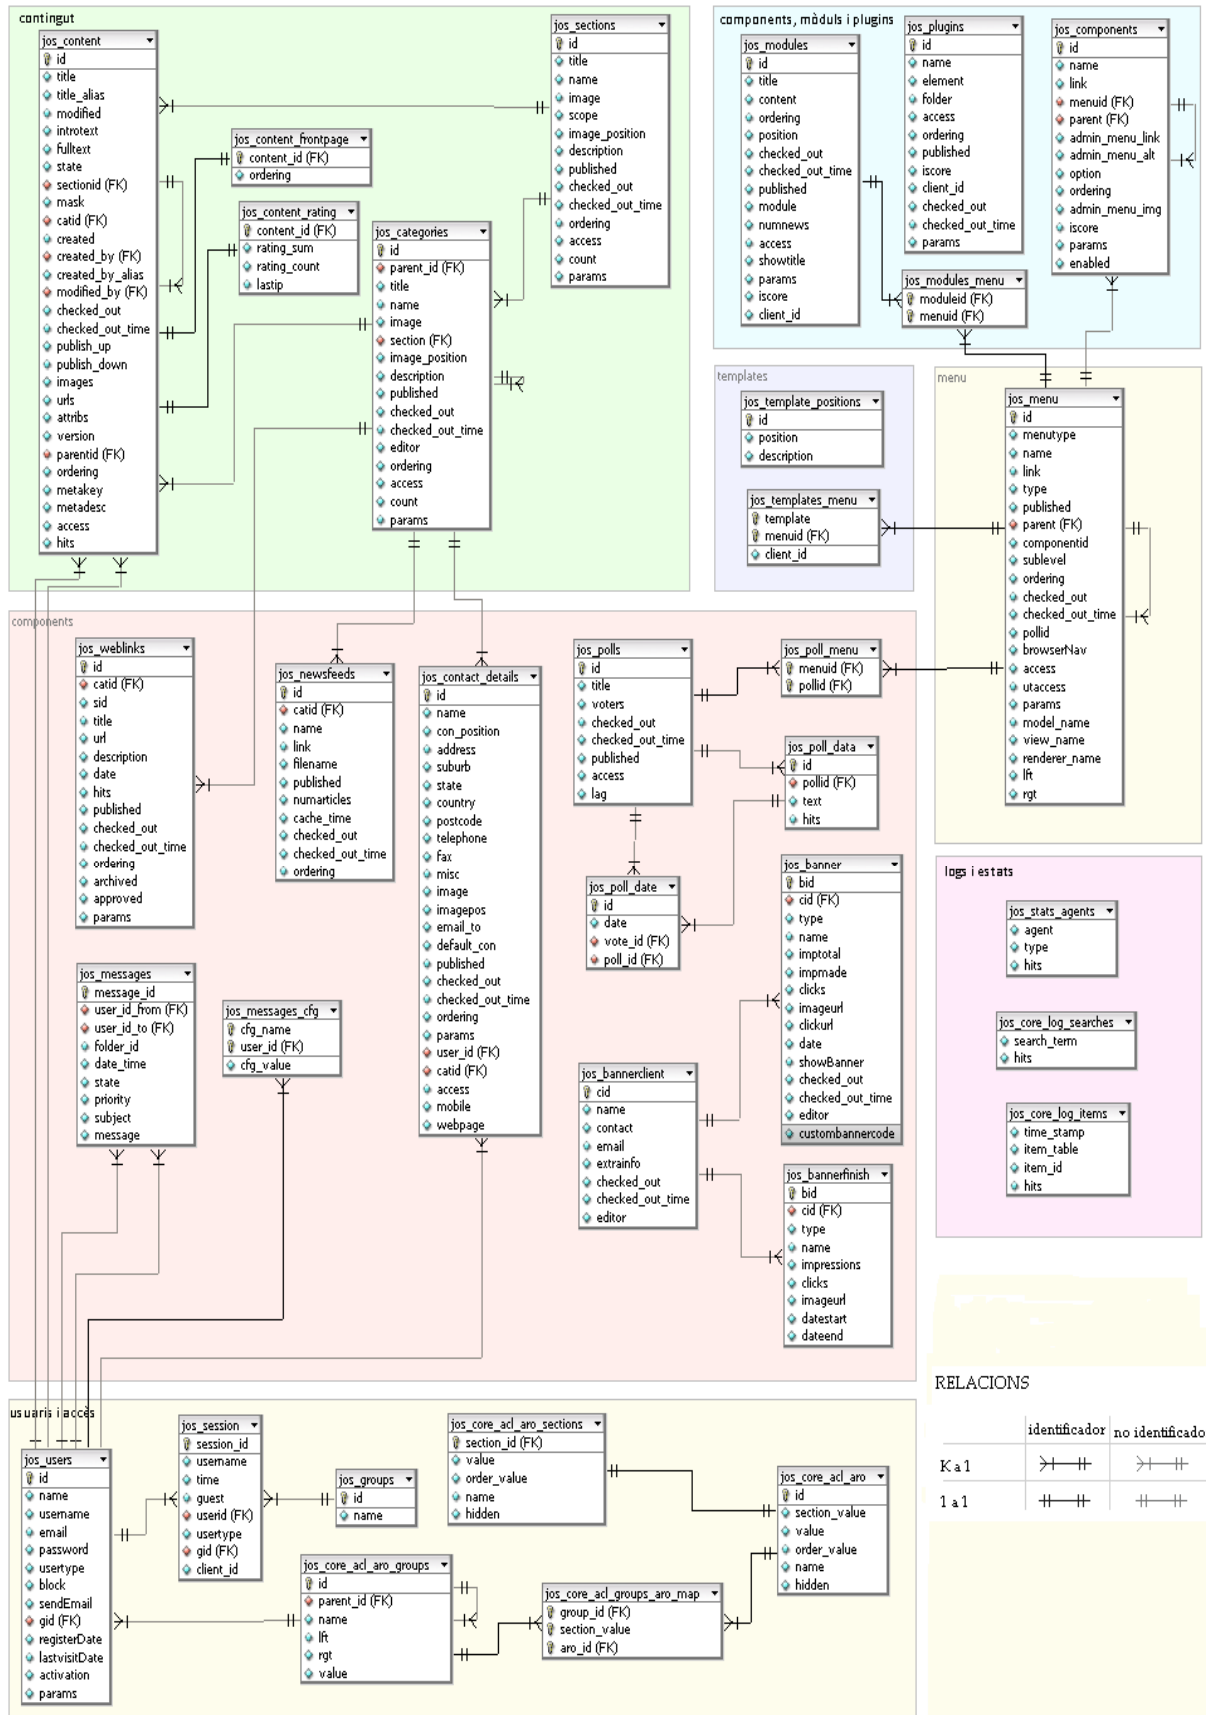 contingut
jos_content
id
title
title_alias
modified
introtext
fulltext
state
sectionid (FK)
mask
catid (FK)
created
created_by (FK)
created_by_alias
modified_by (FK)
checked_out
checked_out_time
publish_up
publish_down
images
urls
attribs
version
parentid (FK)
ordering
metakey
metadesc
access
hits
jos_content_frontpage
content_id (FK)
ordering
jos_content_rating
content_id (FK)
rating_sum
rating_count
lastip
jos_categories
id
parent_id (FK)
title
name
image
section (FK)
image_position
description
published
checked_out
checked_out_time
editor
ordering
access
count
params
jos_sections
id
title
name
image
scope
image_position
description
published
checked_out
checked_out_time
ordering
access
count
params
components, mòduls i plugins
jos_modules
id
title
content
ordering
position
checked_out
checked_out_time
published
module
numnews
access
showtitle
params
iscore
client_id
jos_plugins
id
name
element
folder
access
ordering
published
iscore
client_id
checked_out
checked_out_time
params
jos_components
id
name
link
menuid (FK)
parent (FK)
admin_menu_link
admin_menu_alt
option
ordering
admin_menu_img
iscore
params
enabled
jos_modules_menu
moduleid (FK)
menuid (FK)
templates
jos_template_positions
id
position
description
jos_templates_menu
template
menuid (FK)
client_id
menu
jos_menu
id
menutype
name
link
type
published
parent (FK)
componentid
sublevel
ordering
checked_out
checked_out_time
pollid
browserNav
access
utaccess
params
model_name
view_name
renderer_name
lft
rgt
components
jos_weblinks
id
catid (FK)
sid
title
url
description
date
hits
published
checked_out
checked_out_time
ordering
archived
approved
params
jos_newsfeeds
id
catid (FK)
name
link
filename
published
numarticles
cache_time
checked_out
checked_out_time
ordering
jos_contact_details
id
name
con_position
address
suburb
state
country
postcode
telephone
fax
misc
image
imagepos
email_to
default_con
published
checked_out
checked_out_time
ordering
params
user_id (FK)
catid (FK)
access
mobile
webpage
jos_polls
id
title
voters
checked_out
checked_out_time
published
access
lag
jos_poll_menu
menuid (FK)
pollid (FK)
jos_poll_data
id
pollid (FK)
text
hits
jos_poll_date
id
date
vote_id (FK)
poll_id (FK)
jos_banner
bid
cid (FK)
type
name
imptotal
impmade
clicks
imageurl
clickurl
date
showBanner
checked_out
checked_out_time
editor
custombannercode
jos_messages
message_id
user_id_from (FK)
user_id_to (FK)
folder_id
date_time
state
priority
subject
message
jos_messages_cfg
cfg_name
user_id (FK)
cfg_value
jos_bannerclient
cid
name
contact
email
extrainfo
checked_out
checked_out_time
editor
jos_bannerfinish
bid
cid (FK)
type
name
impressions
clicks
imageurl
datestart
dateend
logs i estats
jos_stats_agents
agent
type
hits
jos_core_log_searches
search_term
hits
jos_core_log_items
time_stamp
item_table
item_id
hits
usuaris i accès
jos_users
id
name
username
email
password
usertype
block
sendEmail
gid (FK)
registerDate
lastvisitDate
activation
params
jos_session
session_id
username
time
guest
userid (FK)
usertype
gid (FK)
client_id
jos_groups
id
name
jos_core_acl_aro_sections
section_id (FK)
value
order_value
name
hidden
jos_core_acl_aro_groups
id
parent_id (FK)
name
lft
rgt
value
jos_core_acl_groups_aro_map
group_id (FK)
section_value
aro_id (FK)
jos_core_acl_aro
id
section_value
value
order_value
name
hidden
RELACIONS
identificador
no identificado
K a 1
1 a 1